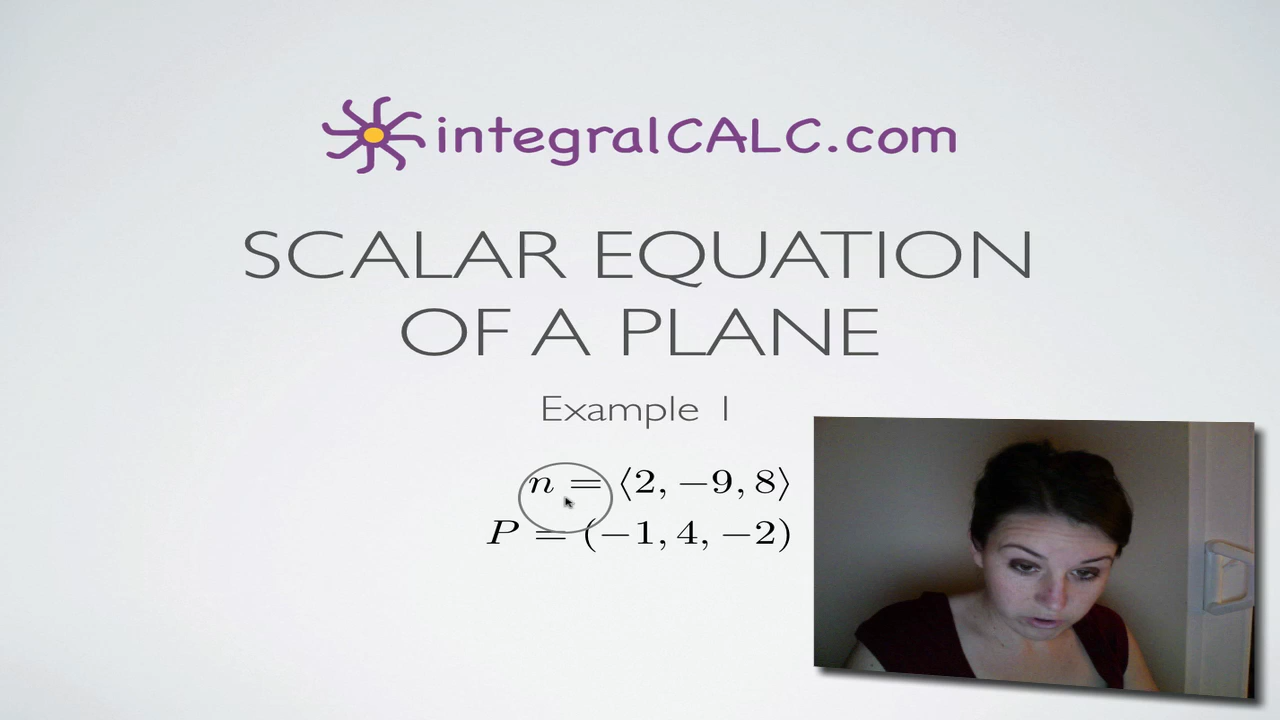 integralCALC.com
SCALAR EQUATION
OF A PLANE
Example 1
n = ⟨2, −9, 8⟩
P = (−1, 4, −2)